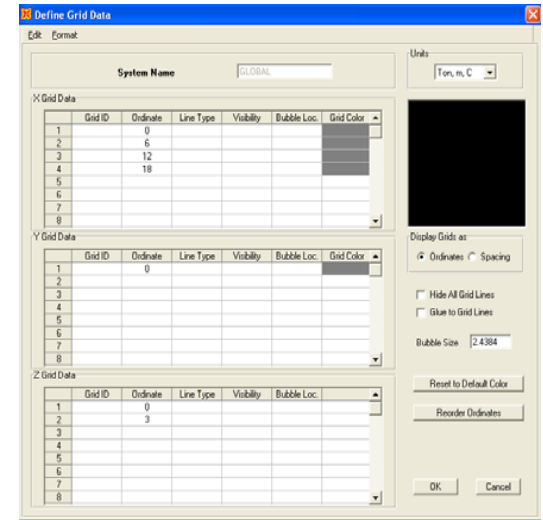 Define Grid Data
Edit Format
Units
System Name GLOBAL Ton, m, C
X Grid Data
Grid ID Ordinate Line Type Visibility Bubble Loc. Grid Color
1 0
2 6
3 12
4 18
5
6
7
8
Y Grid Data
Display Grids as
Grid ID Ordinate Line Type Visibility Bubble Loc. Grid Color
Ordinates Spacing
1 0
2
3
4
5
6
7
8
Hide All Grid Lines
Glue to Grid Lines
Bubble Size 2.4384
Z Grid Data
Grid ID Ordinate Line Type Visibility Bubble Loc.
1 0
2 3
3
4
5
6
7
8
Reset to Default Color
Reorder Ordinates
OK Cancel